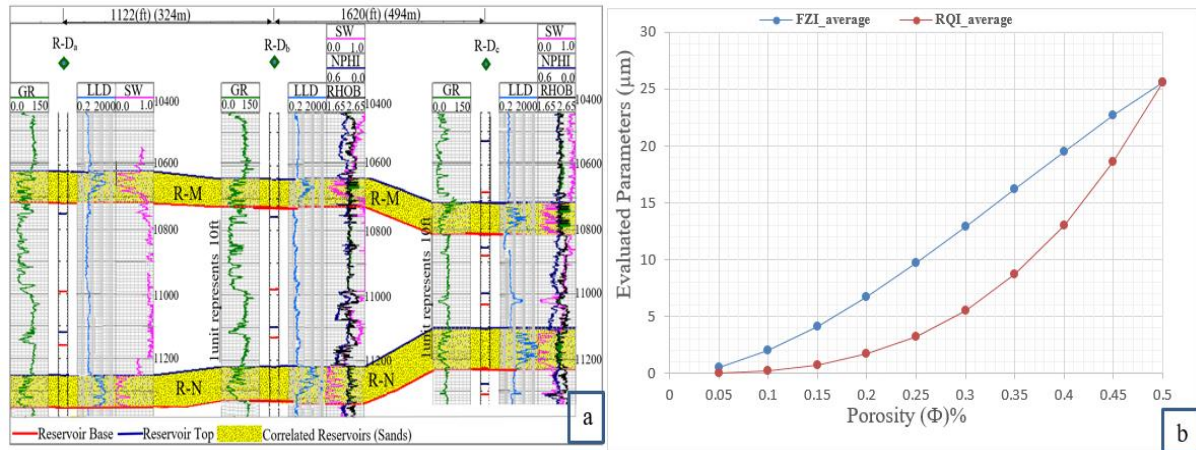 1122(ft) (324m)
1620(ft) (494m)
R-Da
R-Db
R-Dc
SW
0.0 1.0
NPHI
0.6 0.0
GR
0.0 150
LLD
0.2 2000
SW
0.0 1.0
GR
0.0 150
LLD
0.2 2000
RHOB
1.65 2.65
SW
0.0 1.0
NPHI
0.6 0.0
GR
0.0 150
LLD
0.2 2000
RHOB
1.65 2.65
10400
10600
10800
11000
11200
10400
10600
10800
11000
11200
10400
10600
10800
11000
11200
R-M
R-M
R-M
R-N
R-N
R-N
1unit represents 10ft
1unit represents 10ft
Reservoir Base
Reservoir Top
Correlated Reservoirs (Sands)
a
FZI_average
RQI_average
Evaluated Parameters (µm)
30
25
20
15
10
5
0
0 0.05 0.1 0.15 0.2 0.25 0.3 0.35 0.4 0.45 0.5
Porosity (Φ)%
b